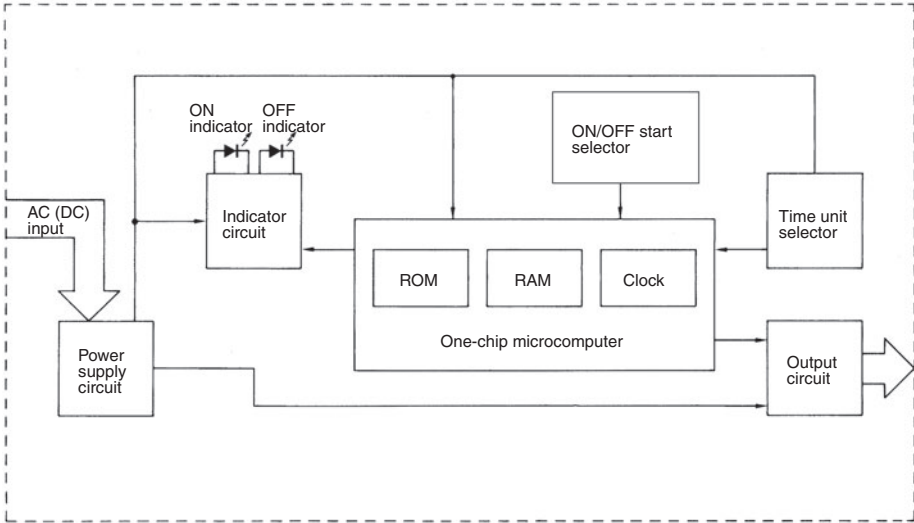 ON
indicator
OFF
indicator
ON/OFF start
selector
AC (DC)
input
Indicator
circuit
Time unit
selector
ROM
RAM
Clock
One-chip microcomputer
Power
supply
circuit
Output
circuit